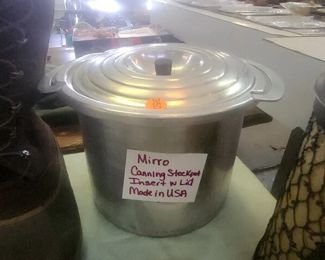 Mirro
Canning Stockpot
Insert w Lid
Made in USA